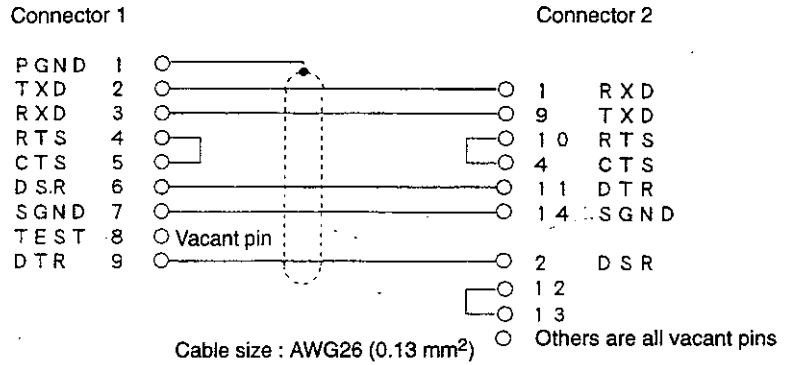 Connector 1 Connector 2
PGND 1
TXD 2 1 RXD
RXD 3 9 TXD
RTS 4 10 RTS
CTS 5 4 CTS
DSR 6 11 DTR
SGND 7 14 SGND
TEST 8 Vacant pin
DTR 9 2 DSR
12
13
Cable size : AWG26 (0.13 mm²) Others are all vacant pins